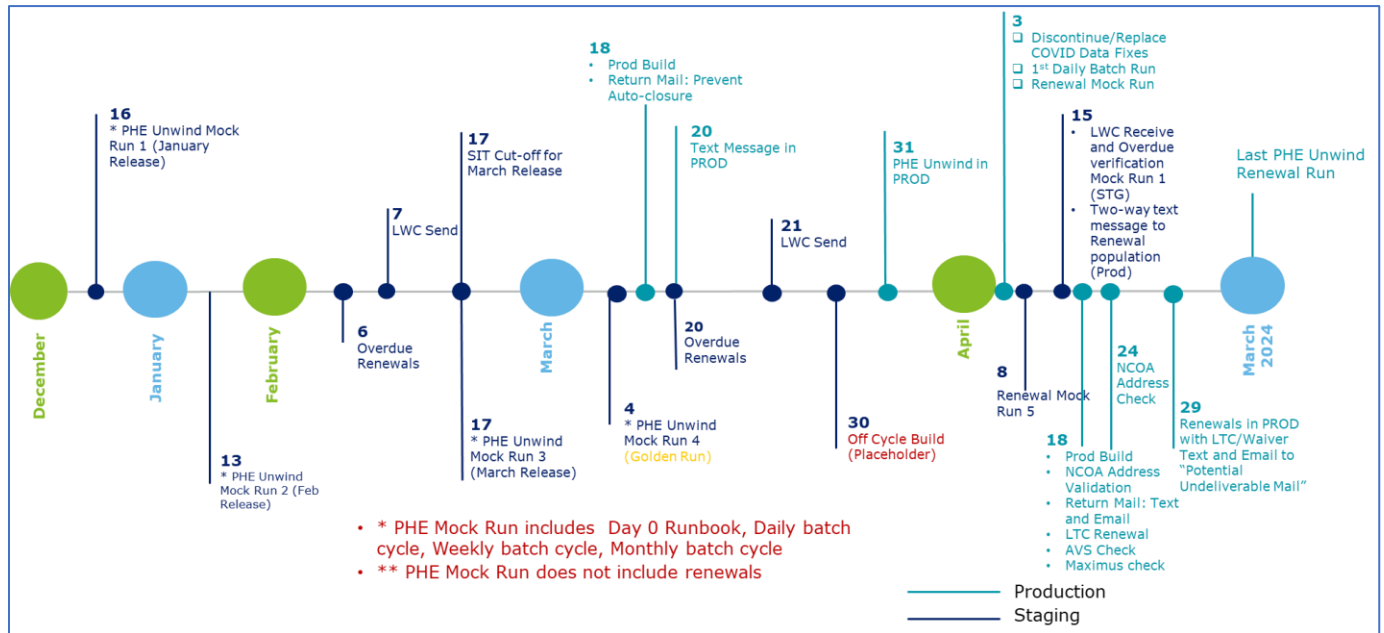 16
* PHE Unwind Mock
Run 1 (January
Release)
7
LWC Send
17
SIT Cut-off for
March Release
18
• Prod Build
• Return Mail: Prevent
Auto-closure
20
Text Message in
PROD
21
LWC Send
31
PHE Unwind in
PROD
3
❑ Discontinue/Replace
COVID Data Fixes
❑ 1st Daily Batch Run
❑ Renewal Mock Run
15
• LWC Receive
and Overdue
verification
Mock Run 1
(STG)
• Two-way text
message to
Renewal
population
(Prod)
Last PHE Unwind
Renewal Run
December
January
February
March
April
March
2024
13
* PHE Unwind
Mock Run 2 (Feb
Release)
6
Overdue
Renewals
17
* PHE Unwind
Mock Run 3
(March Release)
4
* PHE Unwind
Mock Run 4
(Golden Run)
20
Overdue
Renewals
30
Off Cycle Build
(Placeholder)
8
Renewal Mock
Run 5
18
• Prod Build
• NCOA Address
Validation
• Return Mail: Text
and Email
• LTC Renewal
• AVS Check
• Maximus check
24
NCOA
Address
Check
29
Renewals in PROD
with LTC/Waiver
Text and Email to
“Potential
Undeliverable Mail”
• * PHE Mock Run includes Day 0 Runbook, Daily batch
cycle, Weekly batch cycle, Monthly batch cycle
• ** PHE Mock Run does not include renewals
Production
Staging